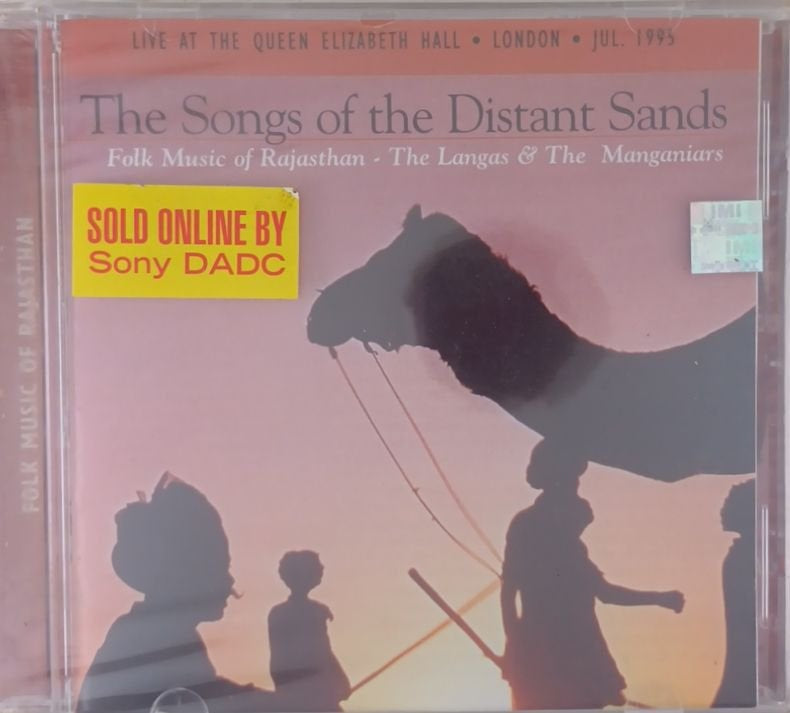 LIVE AT THE QUEEN ELIZABETH HALL • LONDON • JUL. 1995
The Songs of the Distant Sands
Folk Music of Rajasthan - The Langas & The Manganiars
SOLD ONLINE BY
Sony DADC
IMI
FOLK MUSIC OF RAJASTHAN